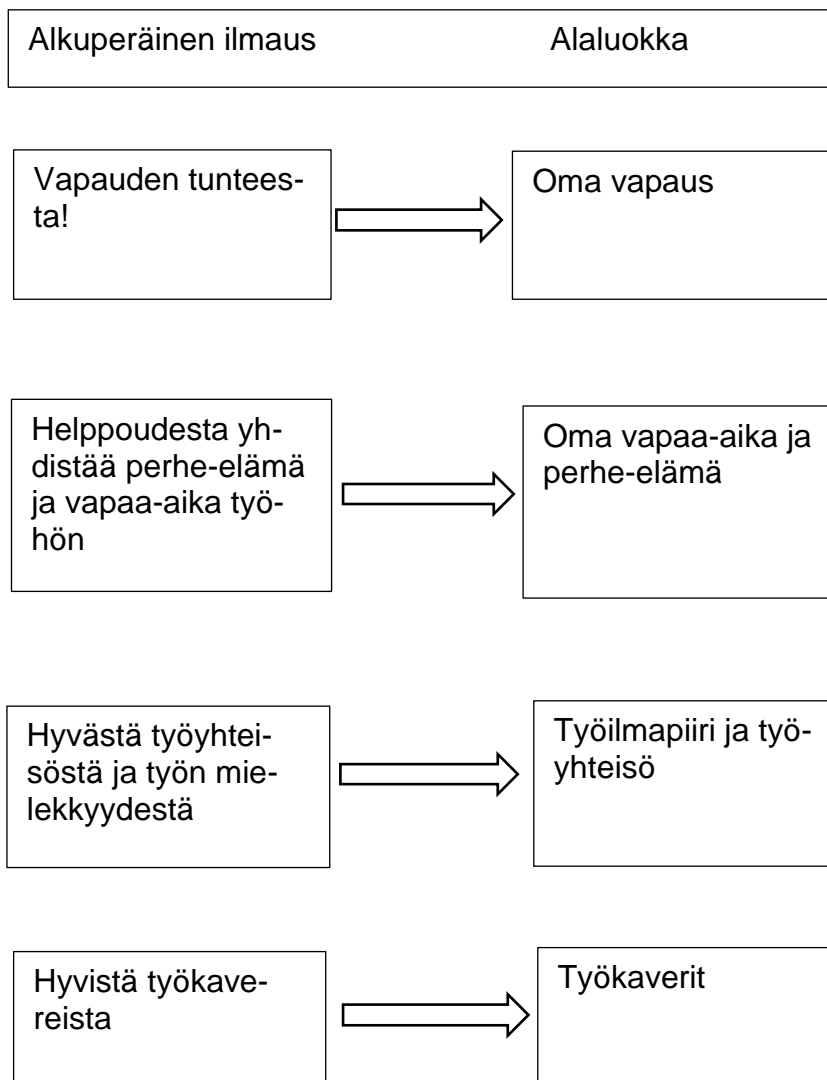 Alkuperäinen ilmaus Alaluokka
Vapauden tuntees-
ta!
Oma vapaus
Helppoudesta yh-
distää perhe-elämä
ja vapaa-aika työ-
hön
Oma vapaa-aika ja
perhe-elämä
Hyvästä työyhtei-
söstä ja työn mie-
lekkyydestä
Työilmapiiri ja työ-
yhteisö
Hyvistä työkave-
reista
Työkaverit